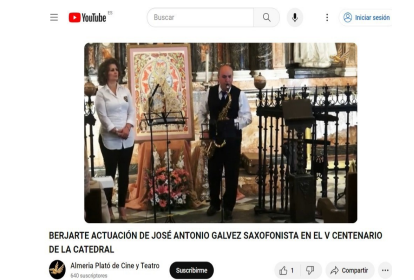 YouTube ES
Buscar
Iniciar sesión
BERJARTE ACTUACIÓN DE JOSÉ ANTONIO GALVEZ SAXOFONISTA EN EL V CENTENARIO
DE LA CATEDRAL
Almeria Plató de Cine y Teatro
640 suscriptores
Suscribirme
1
Compartir